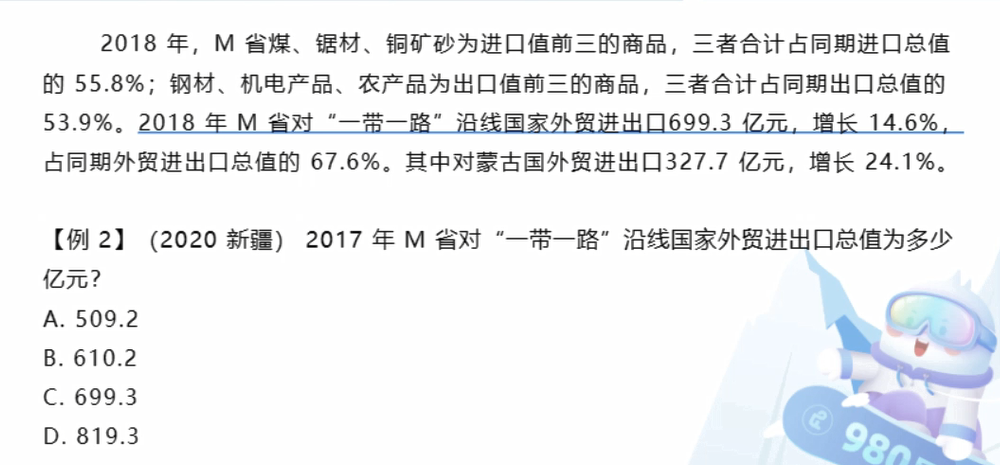 2018 年，M 省煤、锯材、铜矿砂为进口值前三的商品，三者合计占同期进口总值
的 55.8%；钢材、机电产品、农产品为出口值前三的商品，三者合计占同期出口总值的
53.9%。2018 年 M 省对“一带一路”沿线国家外贸进出口699.3 亿元，增长 14.6%，
占同期外贸进出口总值的 67.6%。其中对蒙古国外贸进出口327.7 亿元，增长 24.1%。
【例 2】（2020 新疆） 2017 年 M 省对“一带一路”沿线国家外贸进出口总值为多少
亿元？
A. 509.2
B. 610.2
C. 699.3
D. 819.3
980